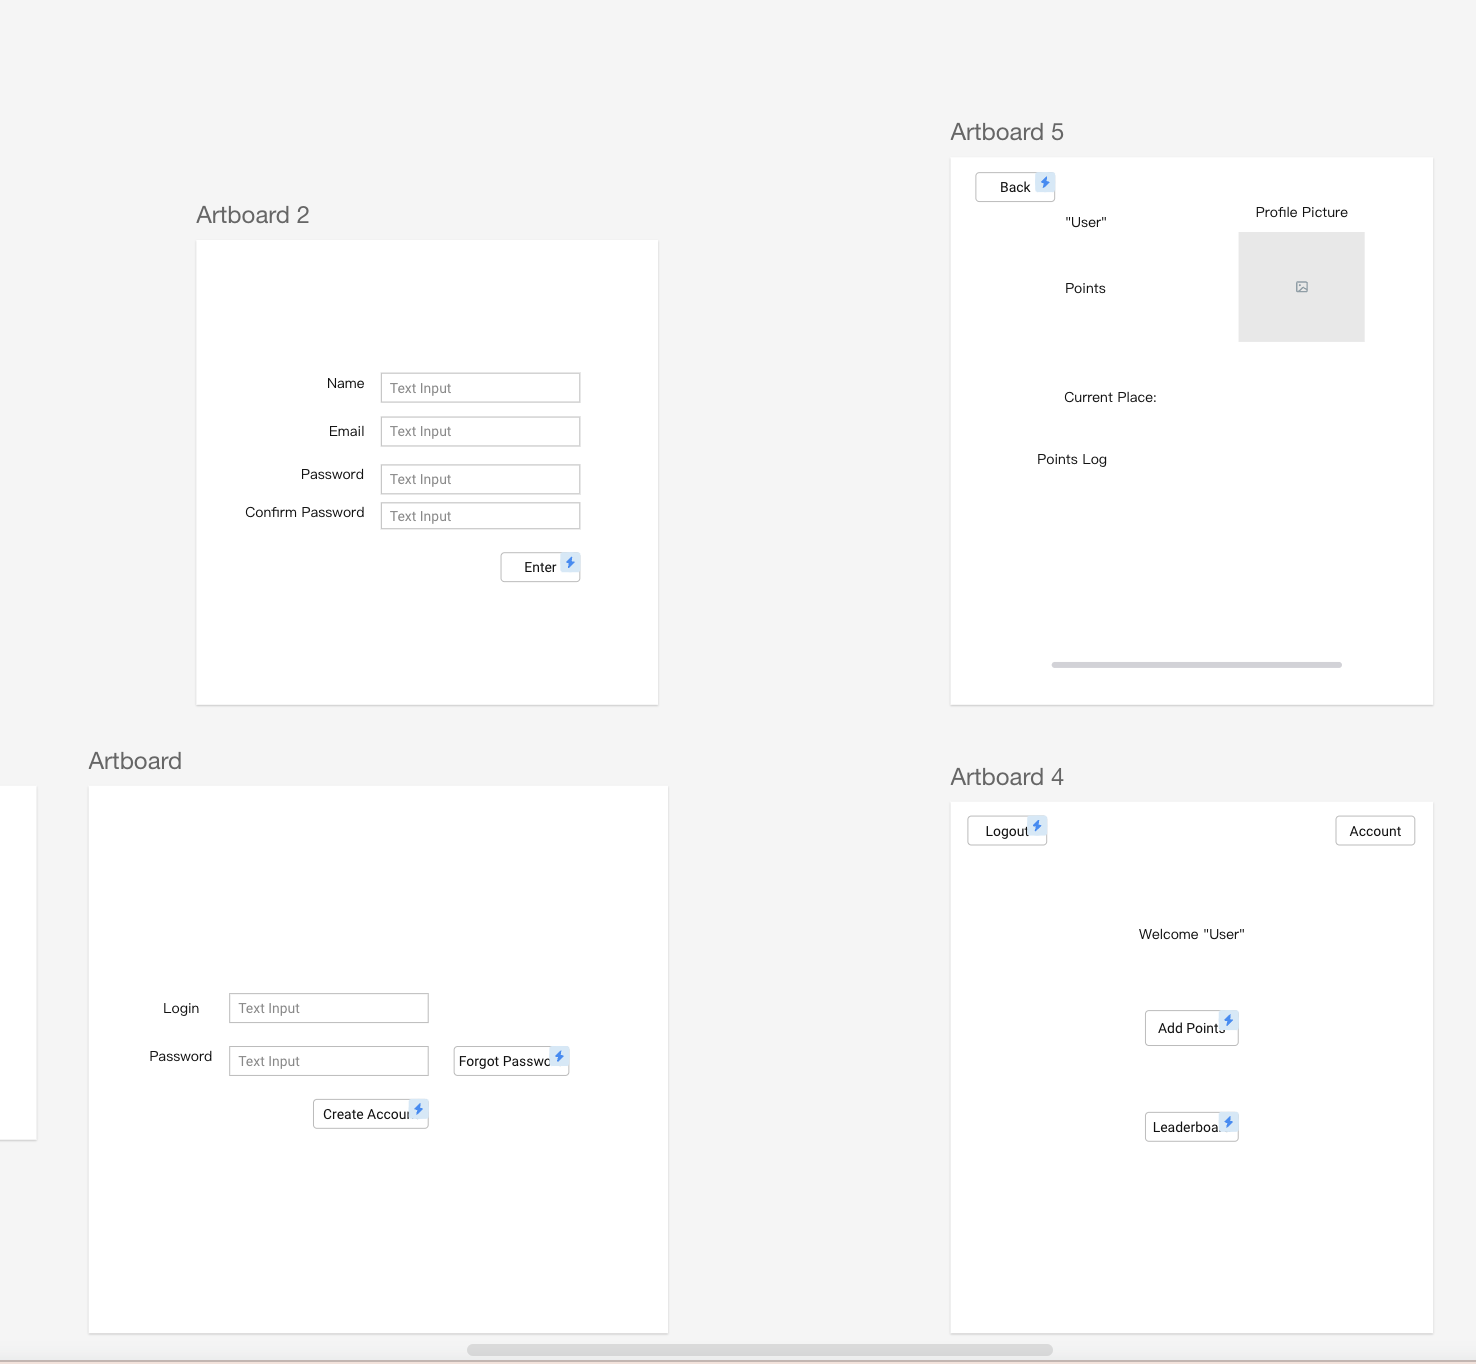 Artboard 5
Back
"User"
Profile Picture
Points
Current Place:
Points Log
Artboard 2
Name
Text Input
Email
Text Input
Password
Text Input
Confirm Password
Text Input
Enter
Artboard
Login
Text Input
Password
Text Input
Forgot Passwo
Create Accou
Artboard 4
Logout
Account
Welcome "User"
Add Points
Leaderboa